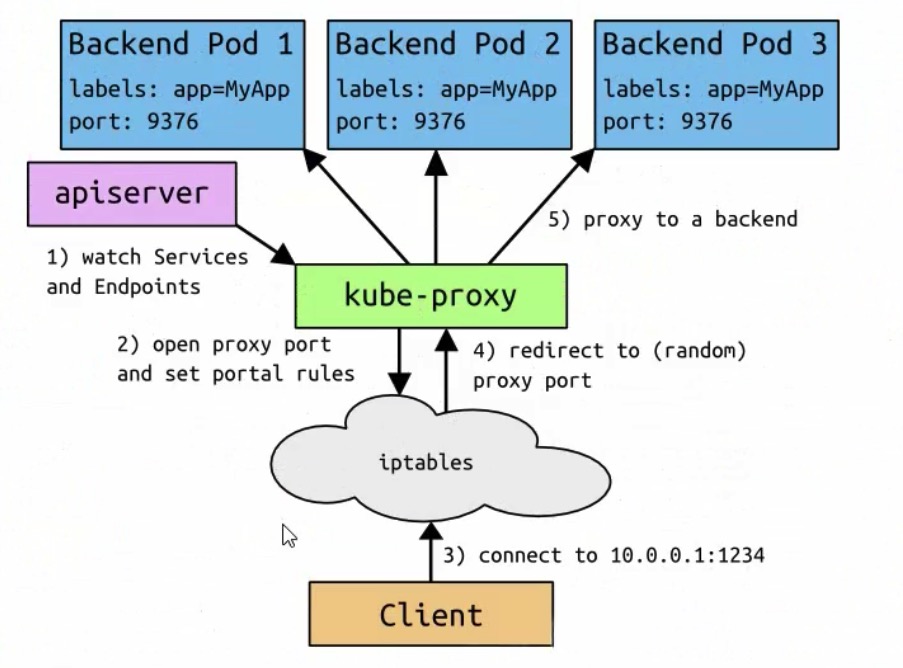 Backend Pod 1
labels: app=MyApp
port: 9376
Backend Pod 2
labels: app=MyApp
port: 9376
Backend Pod 3
labels: app=MyApp
port: 9376
apiserver
1) watch Services
and Endpoints
5) proxy to a backend
kube-proxy
2) open proxy port
and set portal rules
4) redirect to (random)
proxy port
iptables
3) connect to 10.0.0.1:1234
Client